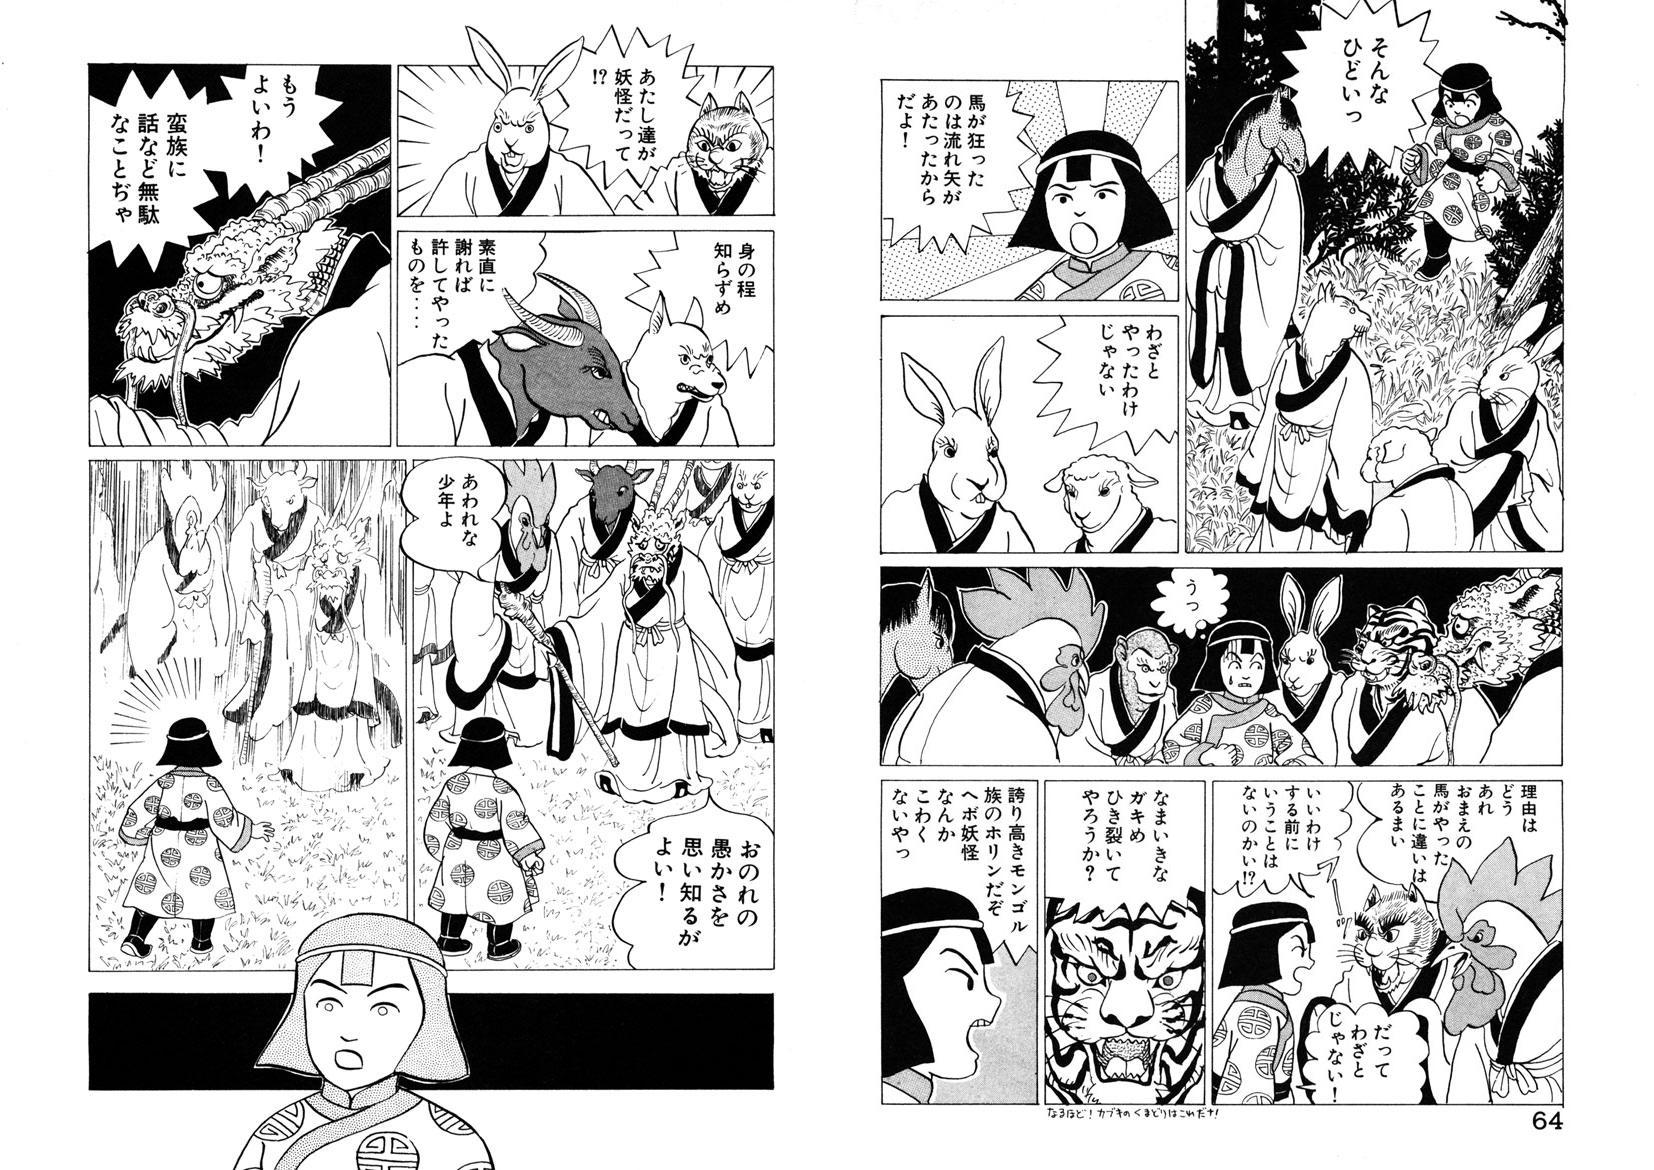 そんな
ひどいっ
馬が狂った
のは流れ矢が
あたったから
だよ！
わざと
やったわけ
じゃない
うっ
理由は
どう
あれ
おまえの
馬がやった
ことに違いは
あるまい
いいわけ
する前に
いうことは
ないのかい!?
だって
わざと
じゃない！
なまいきな
ガキめ
ひき裂いて
やろうか？
なるほど！カブキのくまどりはこれだナ！
誇り高きモンゴル
族のホリンだぞ
ヘボ妖怪
なんか
こわく
ないやっ
64
あたし達が
妖怪だって
!?
身の程
知らずめ
素直に
謝れば
許してやった
ものを‥‥
もう
よいわ！
蛮族に
話など無駄
なことぢゃ
あわれな
少年よ
おのれの
愚かさを
思い知るが
よい！